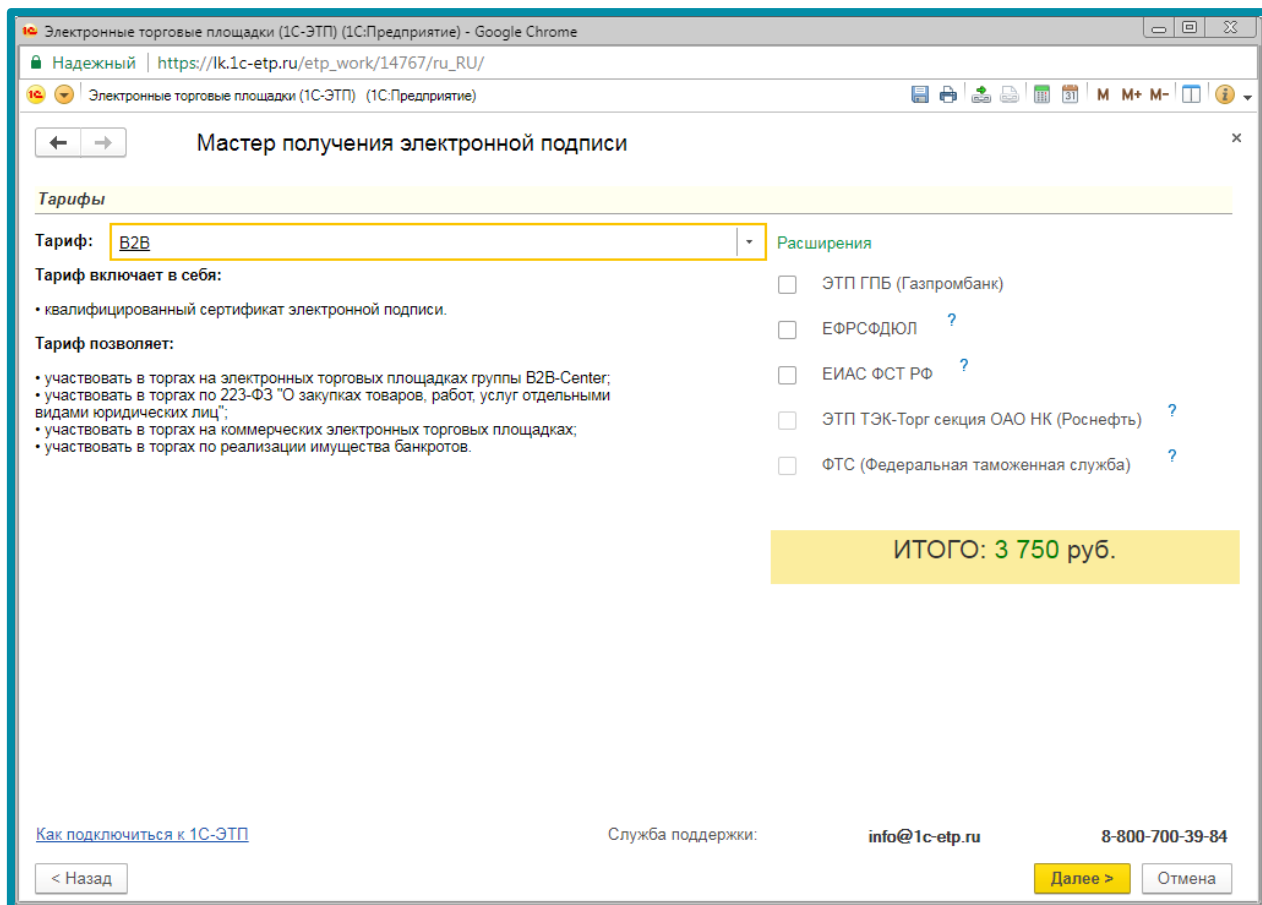 1С Электронные торговые площадки (1С-ЭТП) (1С:Предприятие) - Google Chrome
Надежный | https://lk.1c-etp.ru/etp_work/14767/ru_RU/
1С Электронные торговые площадки (1С-ЭТП) (1С:Предприятие) 31 M M+ M-
Мастер получения электронной подписи
Тарифы
Тариф: B2B
Тариф включает в себя:
• квалифицированный сертификат электронной подписи.
Тариф позволяет:
• участвовать в торгах на электронных торговых площадках группы B2B-Center;
• участвовать в торгах по 223-ФЗ "О закупках товаров, работ, услуг отдельными
видами юридических лиц";
• участвовать в торгах на коммерческих электронных торговых площадках;
• участвовать в торгах по реализации имущества банкротов.
Расширения
ЭТП ГПБ (Газпромбанк)
ЕФРСФДЮЛ ?
ЕИАС ФСТ РФ ?
ЭТП ТЭК-Торг секция ОАО НК (Роснефть) ?
ФТС (Федеральная таможенная служба) ?
ИТОГО: 3 750 руб.
Как подключиться к 1С-ЭТП Служба поддержки: info@1c-etp.ru 8-800-700-39-84
< Назад Далее > Отмена